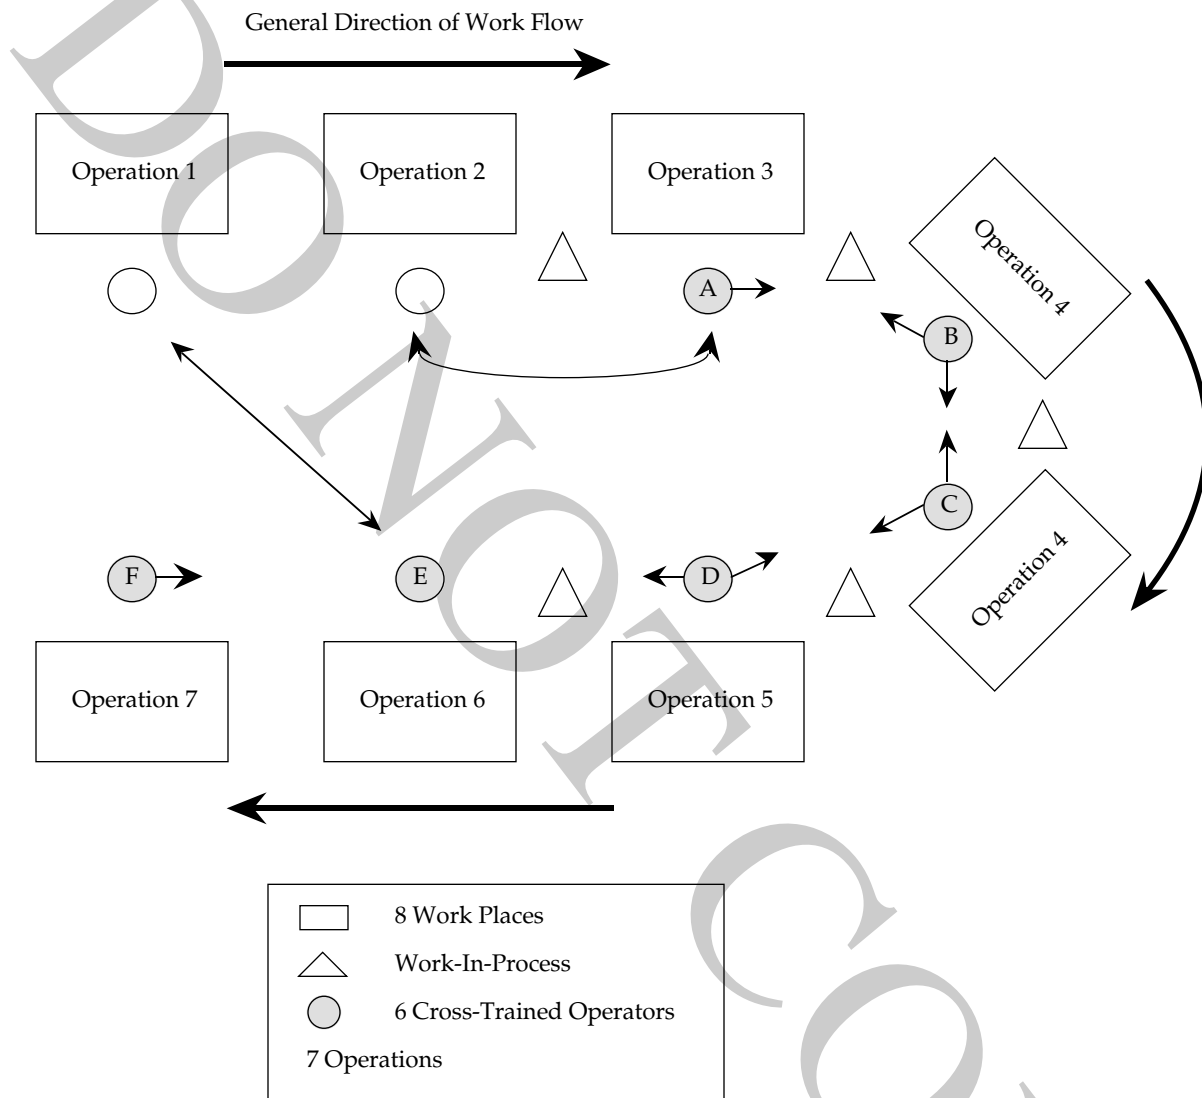 General Direction of Work Flow
Operation 1
Operation 2
Operation 3
Operation 4
A
B
C
Operation 4
F
E
D
Operation 7
Operation 6
Operation 5
8 Work Places
Work-In-Process
6 Cross-Trained Operators
7 Operations
DO NOT CO